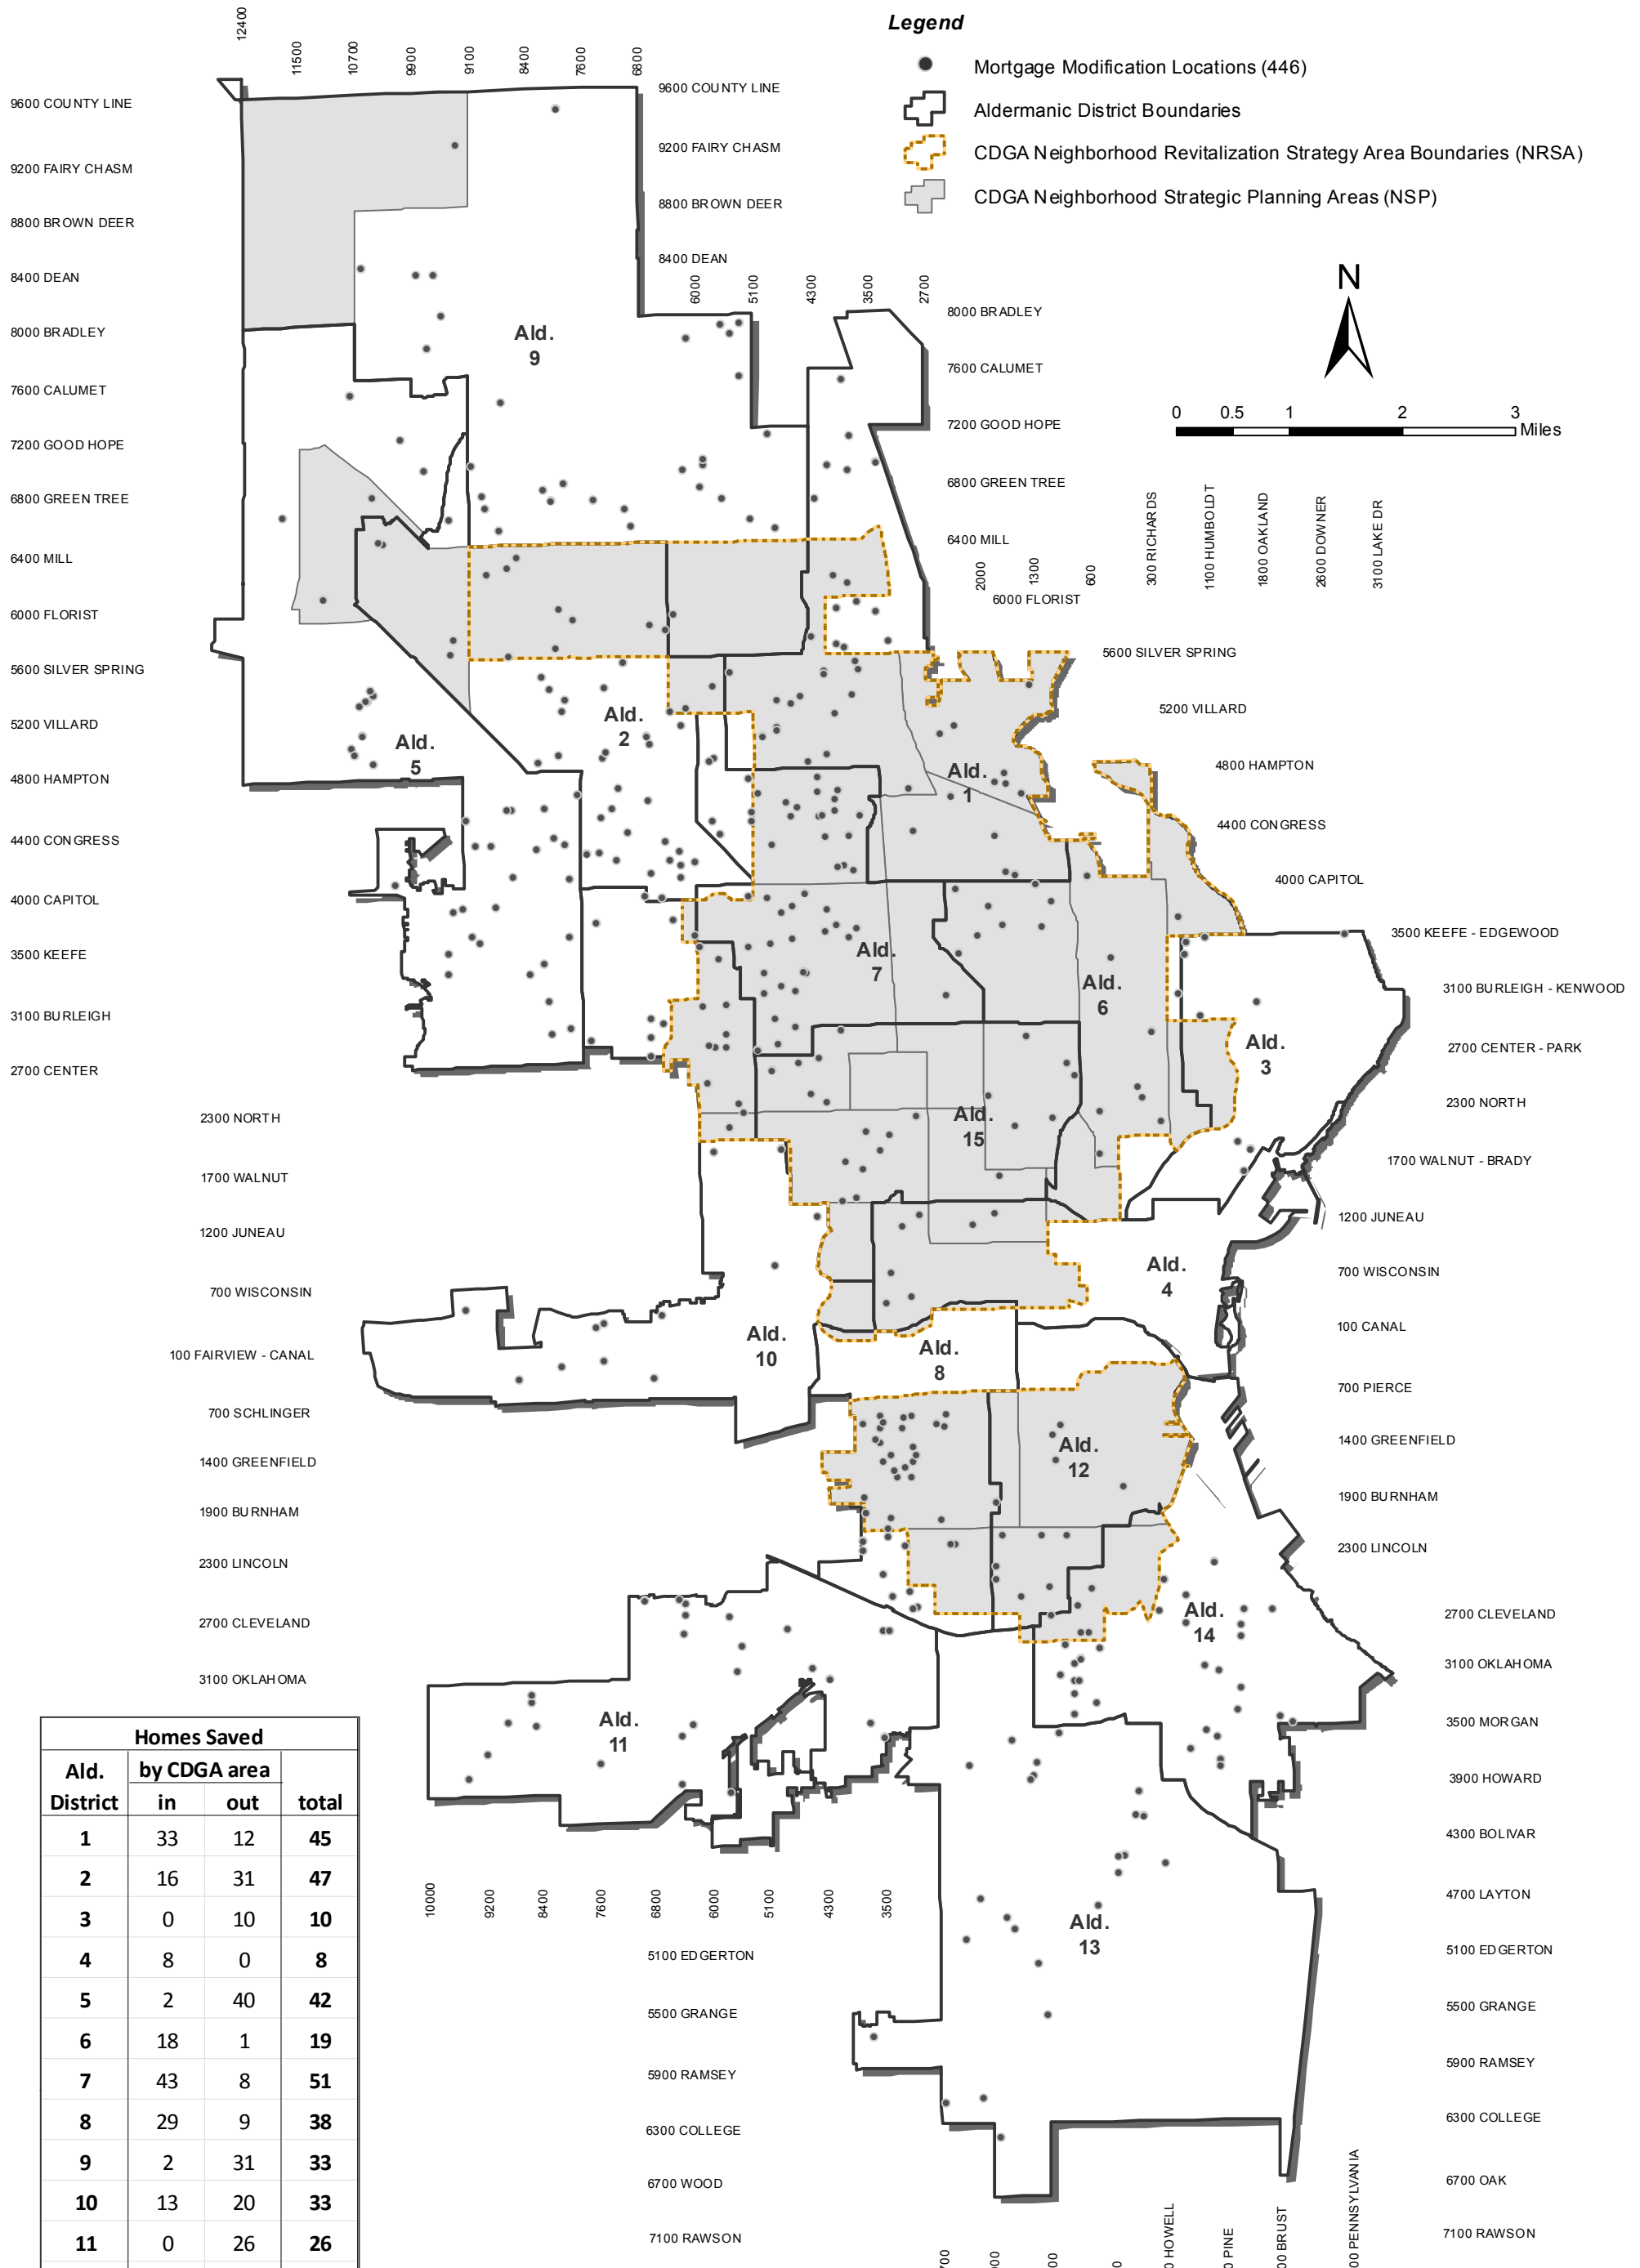 Legend
Mortgage Modification Locations (446)
Aldermanic District Boundaries
CDGA Neighborhood Revitalization Strategy Area Boundaries (NRSA)
CDGA Neighborhood Strategic Planning Areas (NSP)
12400
11500
10700
9900
9100
8400
7600
6800
9600 COUNTY LINE
9200 FAIRY CHASM
8800 BROWN DEER
8400 DEAN
8000 BRADLEY
7600 CALUMET
7200 GOOD HOPE
6800 GREEN TREE
6400 MILL
6000 FLORIST
5600 SILVER SPRING
5200 VILLARD
4800 HAMPTON
4400 CONGRESS
4000 CAPITOL
3500 KEEFE
3100 BURLEIGH
2700 CENTER
2300 NORTH
1700 WALNUT
1200 JUNEAU
700 WISCONSIN
100 FAIRVIEW - CANAL
700 SCHLINGER
1400 GREENFIELD
1900 BURNHAM
2300 LINCOLN
2700 CLEVELAND
3100 OKLAHOMA
9600 COUNTY LINE
9200 FAIRY CHASM
8800 BROWN DEER
8400 DEAN
6000
5100
4300
3500
2700
8000 BRADLEY
7600 CALUMET
7200 GOOD HOPE
6800 GREEN TREE
6400 MILL
2000
1300
600
300 RICHARDS
1100 HUMBOLDT
1800 OAKLAND
2600 DOWNER
3100 LAKE DR
6000 FLORIST
5600 SILVER SPRING
5200 VILLARD
4800 HAMPTON
4400 CONGRESS
4000 CAPITOL
3500 KEEFE - EDGEWOOD
3100 BURLEIGH - KENWOOD
2700 CENTER - PARK
2300 NORTH
1700 WALNUT - BRADY
1200 JUNEAU
700 WISCONSIN
100 CANAL
700 PIERCE
1400 GREENFIELD
1900 BURNHAM
2300 LINCOLN
2700 CLEVELAND
3100 OKLAHOMA
3500 MORGAN
3900 HOWARD
4300 BOLIVAR
4700 LAYTON
5100 EDGERTON
5500 GRANGE
5900 RAMSEY
6300 COLLEGE
6700 OAK
7100 RAWSON
N
0 0.5 1 2 3
Miles
Ald.
9
Ald.
2
Ald.
5
Ald.
1
Ald.
7
Ald.
6
Ald.
3
Ald.
15
Ald.
4
Ald.
10
Ald.
8
Ald.
12
Ald.
14
Ald.
11
Ald.
13
10000
9200
8400
7600
6800
6000
5100
4300
3500
5100 EDGERTON
5500 GRANGE
5900 RAMSEY
6300 COLLEGE
6700 WOOD
7100 RAWSON
HOWELL
PINE
BRUST
PENNSYLVANIA
Homes Saved
Ald. District by CDGA area
in out total
1 33 12 45
2 16 31 47
3 0 10 10
4 8 0 8
5 2 40 42
6 18 1 19
7 43 8 51
8 29 9 38
9 2 31 33
10 13 20 33
11 0 26 26